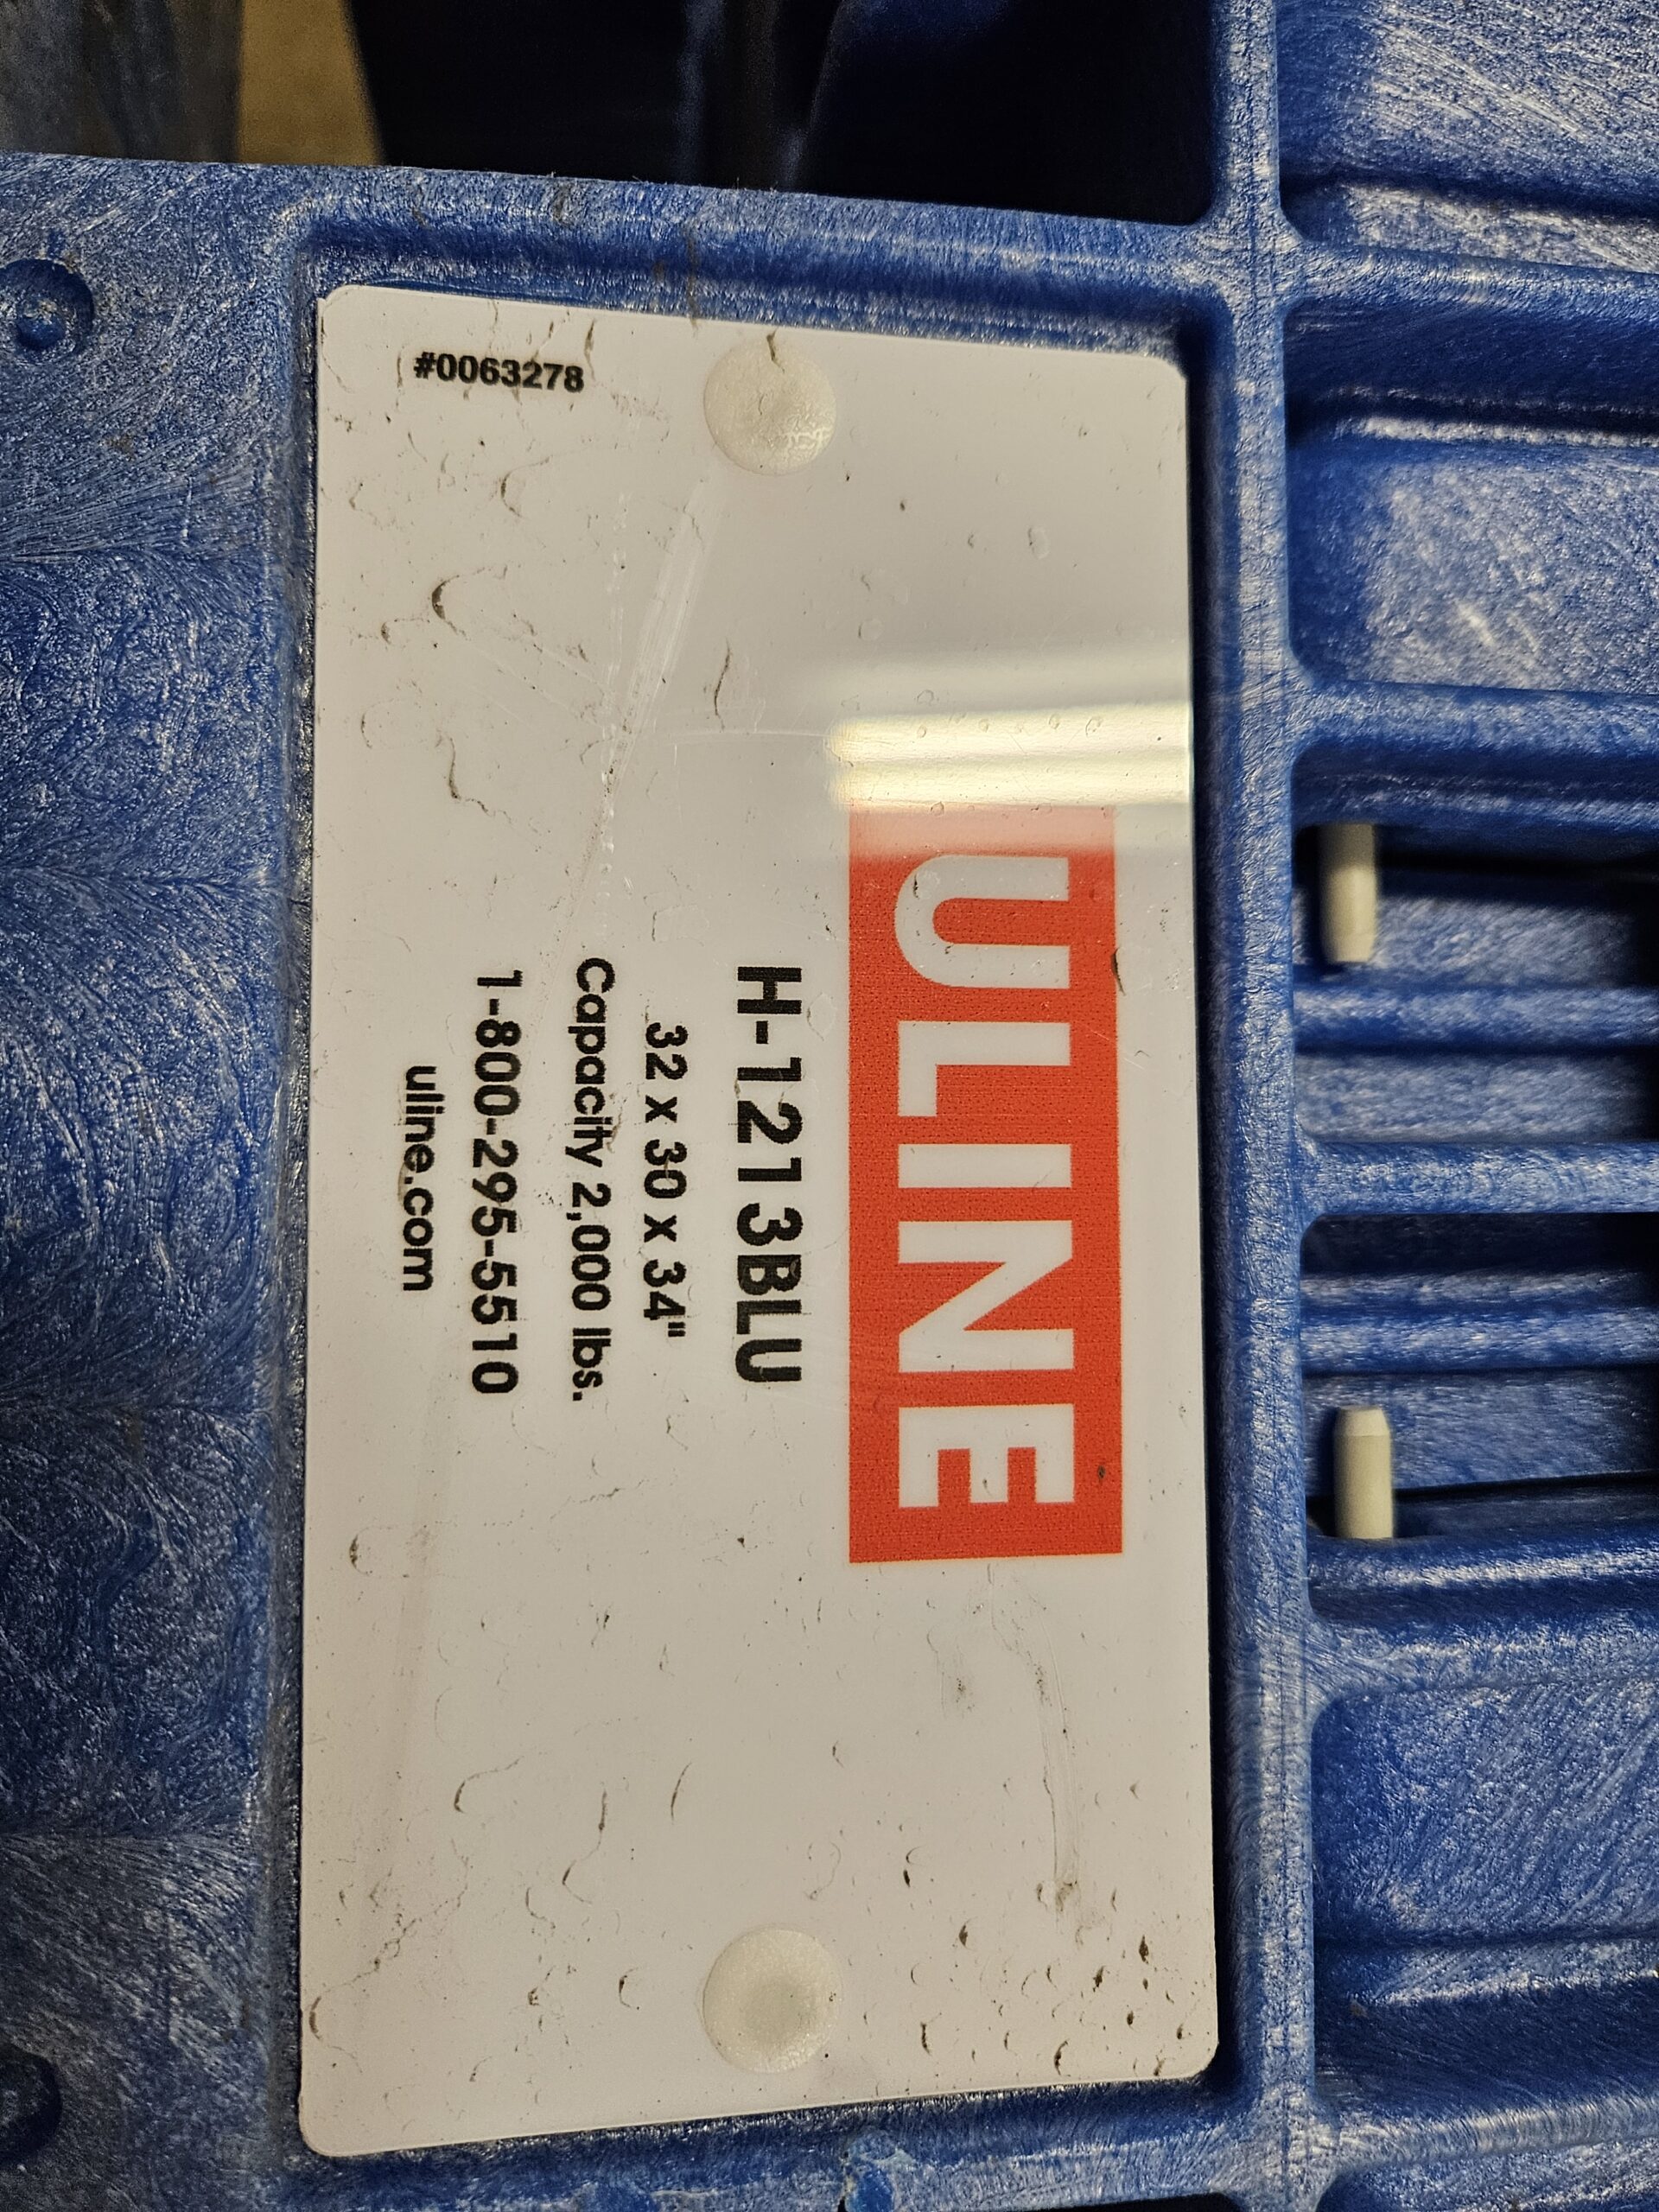 ULINE
H-1213BLU
32 x 30 x 34"
Capacity 2,000 lbs.
1-800-295-5510
uline.com
#0063278